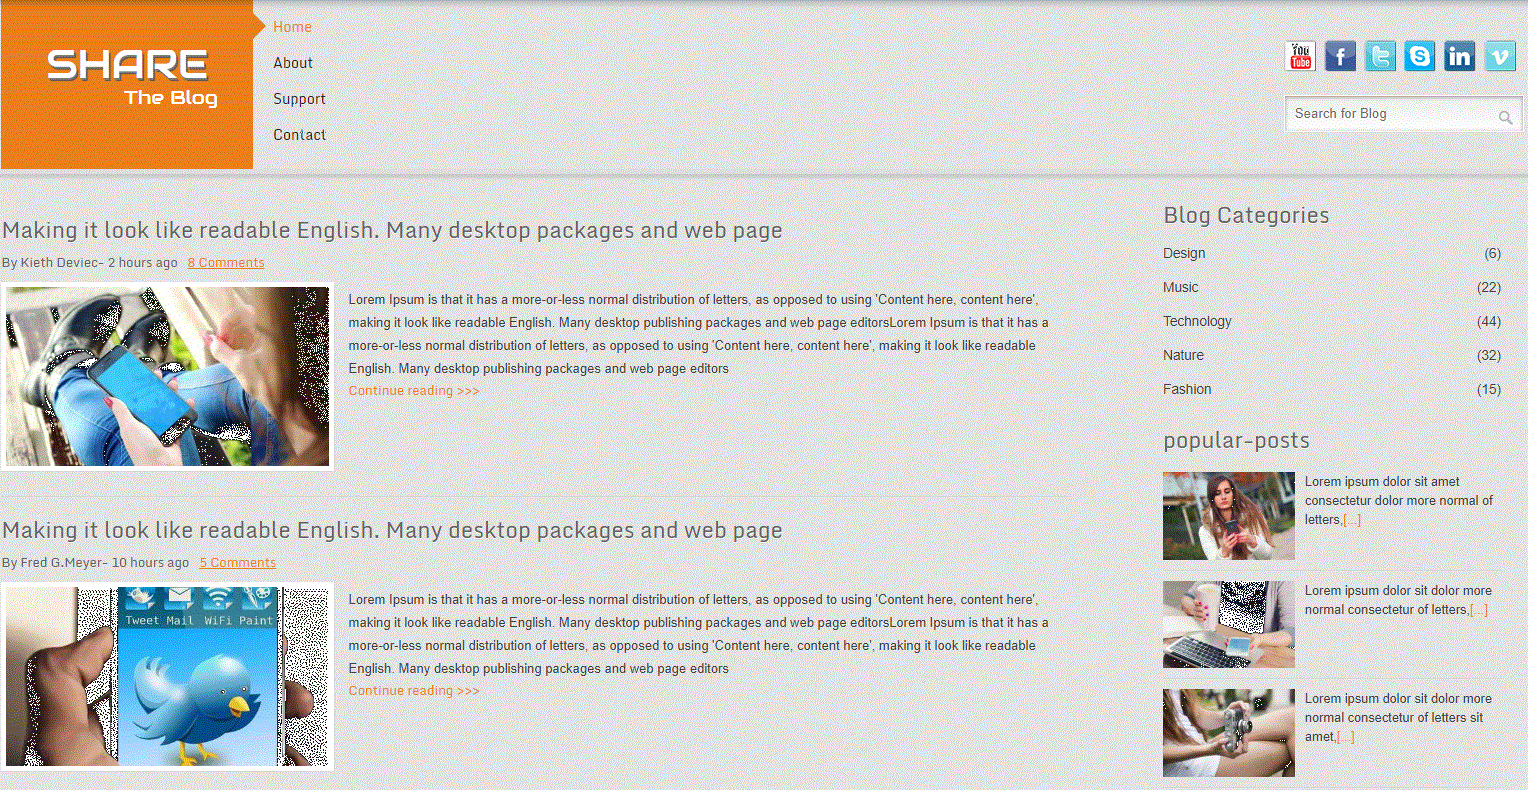 SHARE
The Blog
Home
About
Support
Contact
You
Tube
Search for Blog
Making it look like readable English. Many desktop packages and web page
By Kieth Deviec- 2 hours ago 8 Comments
Lorem Ipsum is that it has a more-or-less normal distribution of letters, as opposed to using 'Content here, content here',
making it look like readable English. Many desktop publishing packages and web page editorsLorem Ipsum is that it has a
more-or-less normal distribution of letters, as opposed to using 'Content here, content here', making it look like readable
English. Many desktop publishing packages and web page editors
Continue reading >>>
Making it look like readable English. Many desktop packages and web page
By Fred G.Meyer- 10 hours ago 5 Comments
Tweet Mail WiFi Paint
Lorem Ipsum is that it has a more-or-less normal distribution of letters, as opposed to using 'Content here, content here',
making it look like readable English. Many desktop publishing packages and web page editorsLorem Ipsum is that it has a
more-or-less normal distribution of letters, as opposed to using 'Content here, content here', making it look like readable
English. Many desktop publishing packages and web page editors
Continue reading >>>
Blog Categories
Design (6)
Music (22)
Technology (44)
Nature (32)
Fashion (15)
popular-posts
Lorem ipsum dolor sit amet
consectetur dolor more normal of
letters,[...]
Lorem ipsum dolor sit dolor more
normal consectetur of letters,[...]
Lorem ipsum dolor sit dolor more
normal consectetur of letters sit
amet,[...]